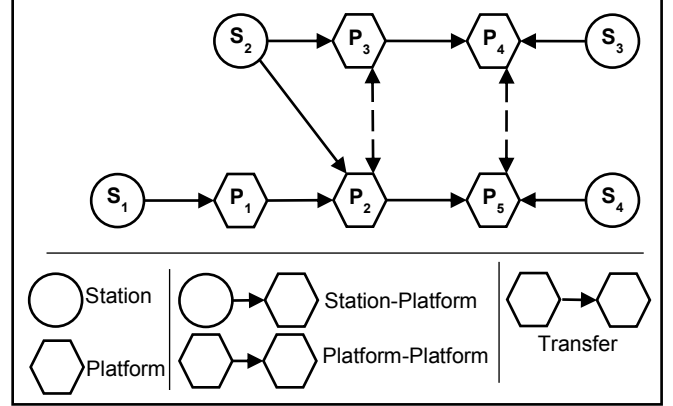 S₂ P₃ P₄ S₃
S₁ P₁ P₂ P₅ S₄
Station Station-Platform
Platform Platform-Platform
Transfer